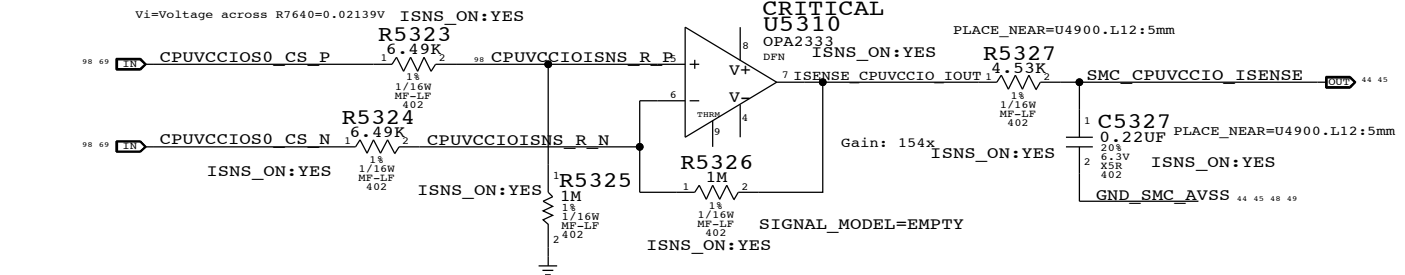 Vi=Voltage across R7640=0.02139V
ISNS_ON:YES
CRITICAL
U5310
OPA2333
DFN
ISNS_ON:YES
PLACE_NEAR=U4900.L12:5mm
R5323
6.49K
1 2
1%
1/16W
MF-LF
402
98 69 IN CPUVCCIOS0_CS_P
98 CPUVCCIOISNS_R_P
5
+
8
V+
6
−
V−
4
THRM
9
7 ISENSE_CPUVCCIO_IOUT
R5327
4.53K
1 2
1%
1/16W
MF-LF
402
SMC_CPUVCCIO_ISENSE
OUT 44 45
R5324
6.49K
1 2
1%
1/16W
MF-LF
402
98 69 IN CPUVCCIOS0_CS_N
CPUVCCIOISNS_R_N
ISNS_ON:YES
Gain: 154x
ISNS_ON:YES
1
C5327
0.22UF
20%
6.3V
X5R
402
2
PLACE_NEAR=U4900.L12:5mm
ISNS_ON:YES
GND_SMC_AVSS 44 45 48 49
ISNS_ON:YES
1
R5325
1M
1%
1/16W
MF-LF
402
2
R5326
1M
1 2
1%
1/16W
MF-LF
402
ISNS_ON:YES
SIGNAL_MODEL=EMPTY